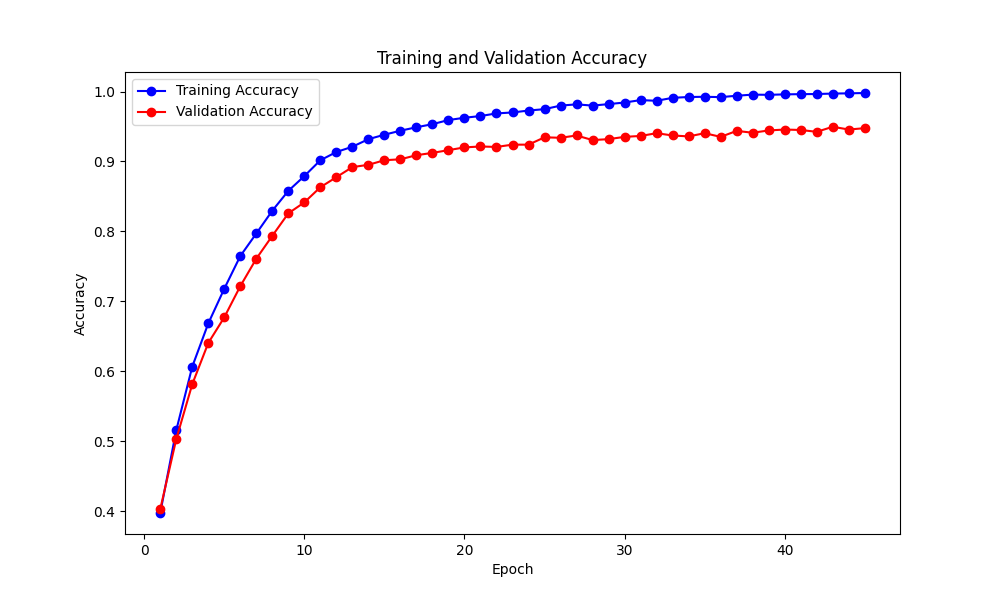 Training and Validation Accuracy
Training Accuracy
Validation Accuracy
Accuracy
1.0
0.9
0.8
0.7
0.6
0.5
0.4
0 10 20 30 40
Epoch